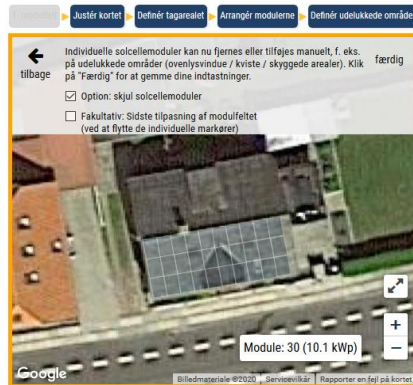 Justér kortet
Definér tagarealet
Arrangér modulerne
Definér udelukkede områder
tilbage
Individuelle solcellemoduler kan nu fjernes eller tilføjes manuelt, f. eks.
på udelukkede områder (ovenlysvindue / kviste / skyggede arealer). Klik
på "Færdig" for at gemme dine indtastninger.
færdig
Option: skjul solcellemoduler
Fakultativ: Sidste tilpasning af modulfeltet
(ved at flytte de individuelle markører)
+
Module: 30 (10.1 kWp)
−
Google
Billedmateriale ©2020
Servicevilkår
Rapporter en fejl på kortet